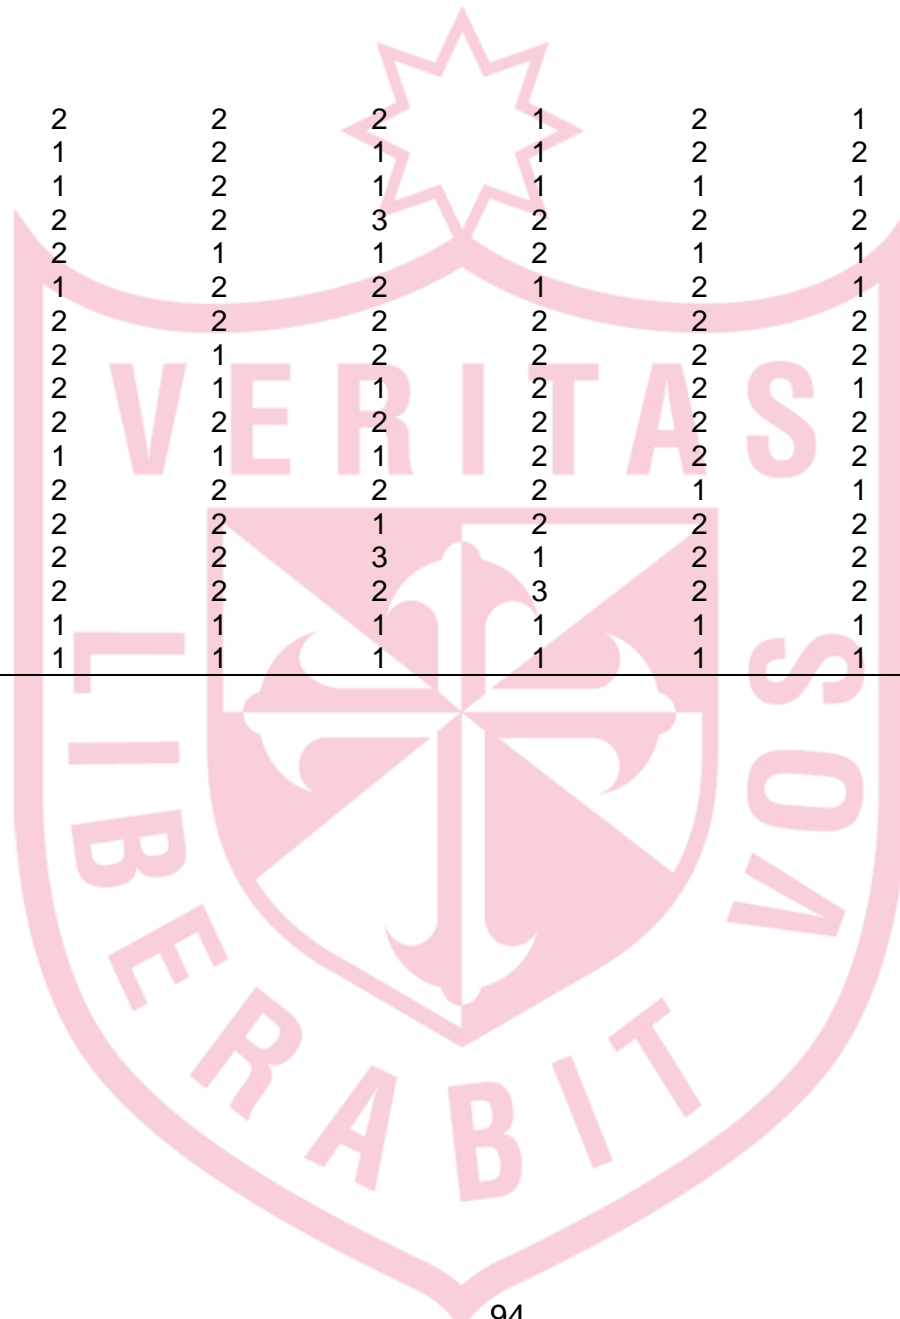 2 2 2 1 2 1
1 2 1 1 2 2
1 2 1 1 1 1
2 2 3 2 2 2
2 1 1 2 1 1
1 2 2 1 2 1
2 2 2 2 2 2
2 1 2 2 2 2
2 1 1 2 2 1
2 2 2 2 2 2
1 1 1 2 2 2
2 2 2 2 1 1
2 2 1 2 2 2
2 2 3 1 2 2
2 2 2 3 2 2
1 1 1 1 1 1
1 1 1 1 1 1
VERITAS
LIBERABIT VOS
94